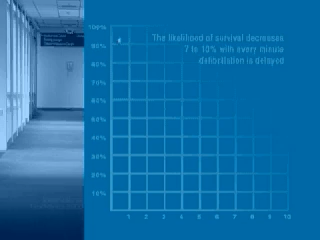 100%
The likelihood of survival decreases
7 to 10% with every minute
defibrillation is delayed
90%
80%
70%
60%
50%
40%
30%
20%
10%
1 2 3 4 5 6 7 8 9 10